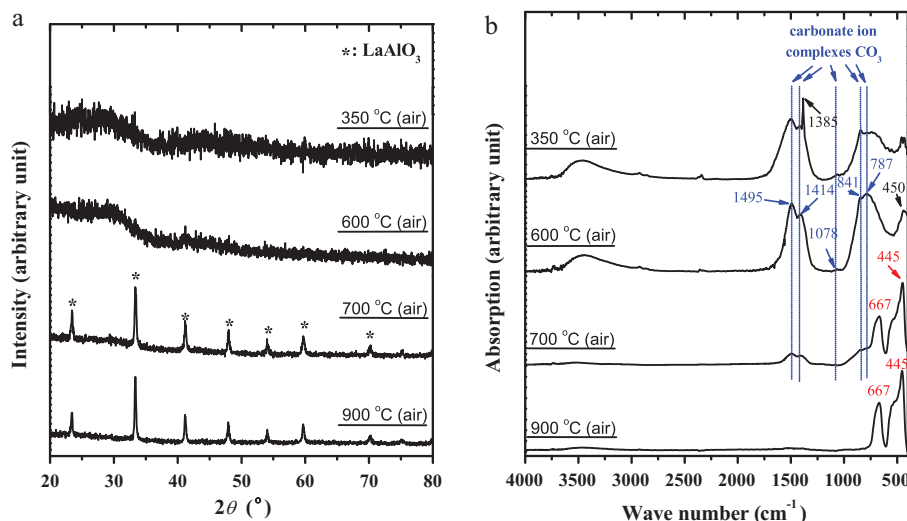 a
*: LaAlO3
350 °C (air)
600 °C (air)
700 °C (air)
900 °C (air)
* * * * * * *
Intensity (arbitrary unit)
20 30 40 50 60 70 80
2θ (°)
b
carbonate ion
complexes CO3
350 °C (air)
1385
600 °C (air)
1495
1414
1078
841
787
450
700 °C (air)
667
445
900 °C (air)
667
445
Absorption (arbitrary unit)
4000 3500 3000 2500 2000 1500 1000 500
Wave number (cm-1)